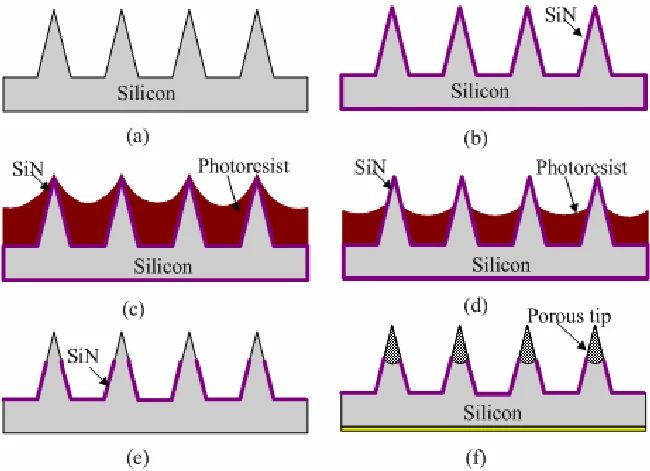 Silicon
(a)
SiN
Silicon
(b)
SiN
Photoresist
Silicon
(c)
SiN
Photoresist
Silicon
(d)
SiN
(e)
Porous tip
Silicon
(f)